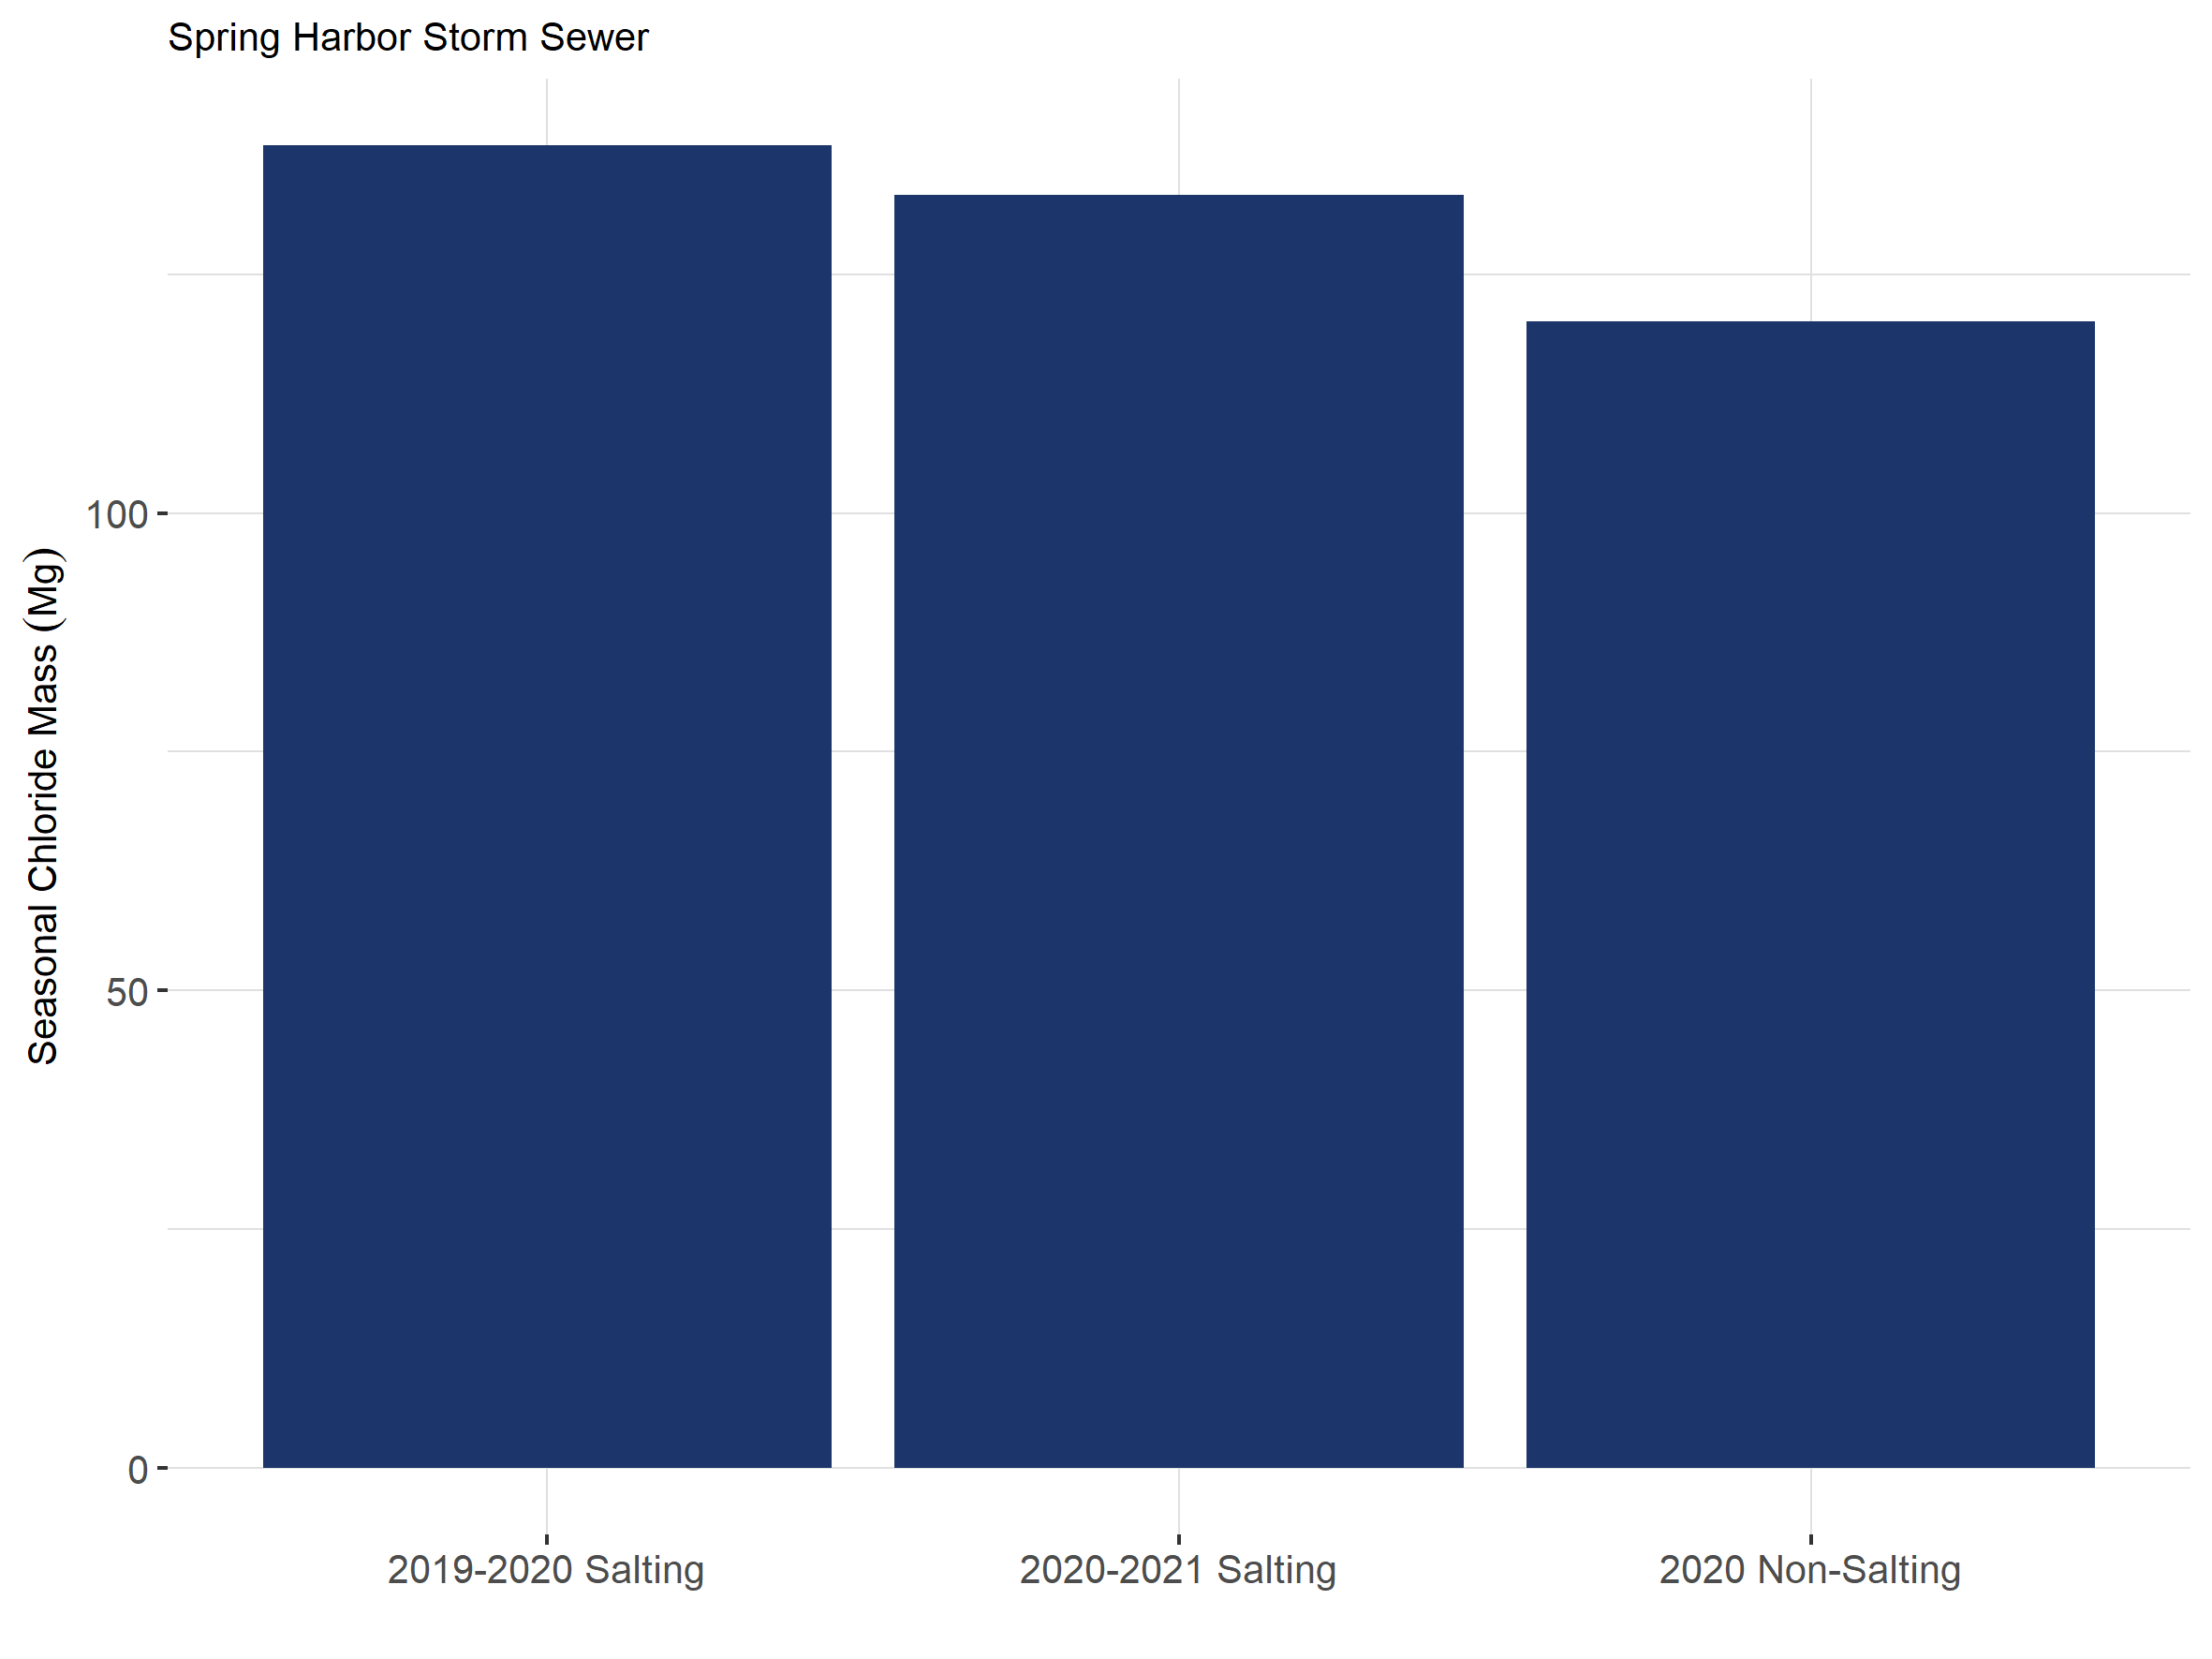 Spring Harbor Storm Sewer
Seasonal Chloride Mass (Mg)
100
50
0
2019-2020 Salting
2020-2021 Salting
2020 Non-Salting